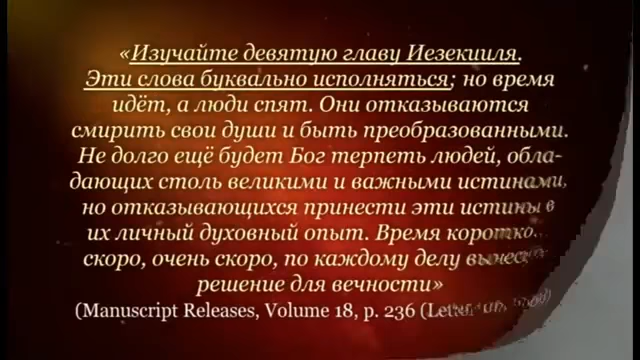 «Изучайте девятую главу Иезекииля.
Эти слова буквально исполняться; но время
идёт, а люди спят. Они отказываются
смирить свои души и быть преобразованными.
Не долго ещё будет Бог терпеть людей, обла-
дающих столь великими и важными истинами,
но отказывающихся принести эти истины в
их личный духовный опыт. Время коротко.
скоро, очень скоро, по каждому делу
решение для вечности»
(Manuscript Releases, Volume 18, p. 236